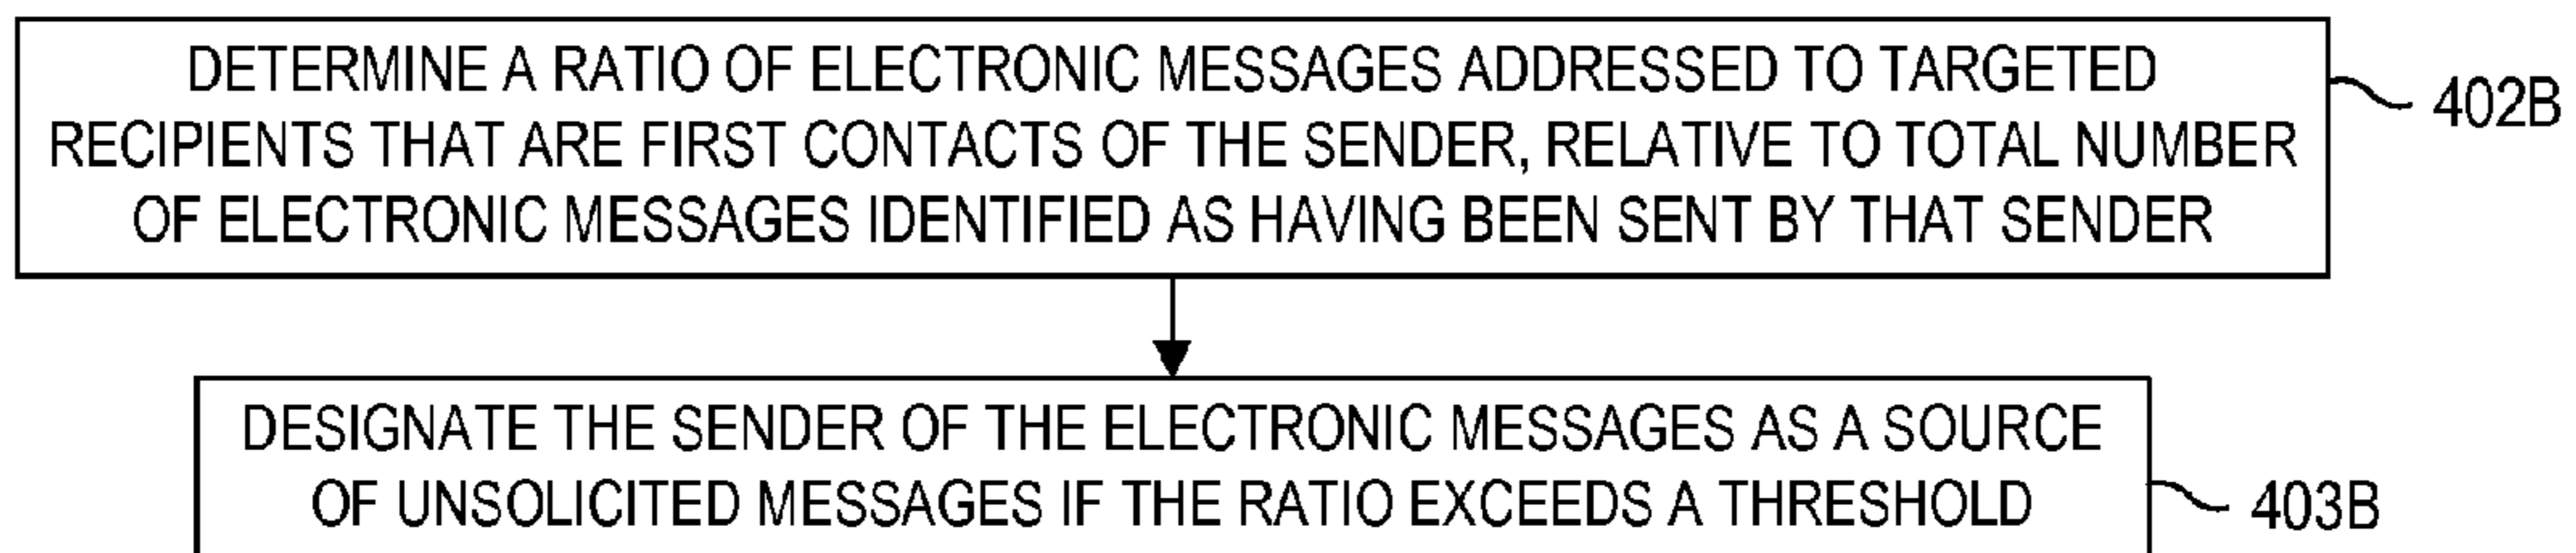 DETERMINE A RATIO OF ELECTRONIC MESSAGES ADDRESSED TO TARGETED
RECIPIENTS THAT ARE FIRST CONTACTS OF THE SENDER, RELATIVE TO TOTAL NUMBER
OF ELECTRONIC MESSAGES IDENTIFIED AS HAVING BEEN SENT BY THAT SENDER
402B
DESIGNATE THE SENDER OF THE ELECTRONIC MESSAGES AS A SOURCE
OF UNSOLICITED MESSAGES IF THE RATIO EXCEEDS A THRESHOLD
403B